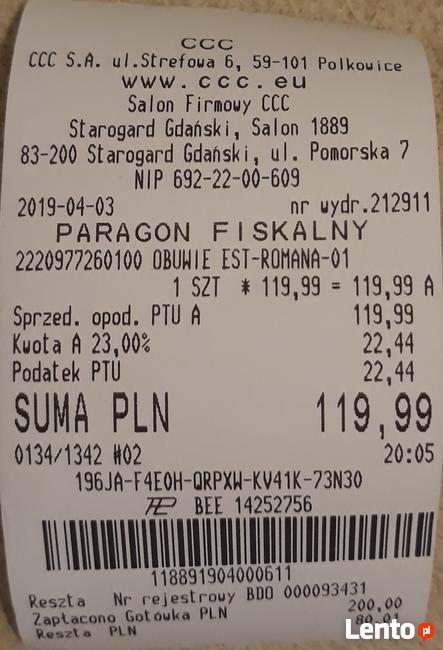 CCC
CCC S.A. ul.Strefowa 6, 59-101 Polkowice
www.ccc.eu
Salon Firmowy CCC
Starogard Gdański, Salon 1889
83-200 Starogard Gdański, ul. Pomorska 7
NIP 692-22-00-609
2019-04-03 nr wydr.212911
PARAGON FISKALNY
2220977260100 OBUWIE EST-ROMANA-01
1 SZT * 119,99 = 119,99 A
Sprzed. opod. PTU A 119,99
Kwota A 23,00% 22,44
Podatek PTU 22,44
SUMA PLN 119,99
0134/1342 #02 20:05
196JA-F4EOH-QRPXW-KV41K-73N30
BEE 14252756
118891904000611
Reszta Nr rejestrowy BDO 000093431
Zapłacono Gotówka PLN 200,00
Reszta PLN 80,01
Lento.pl